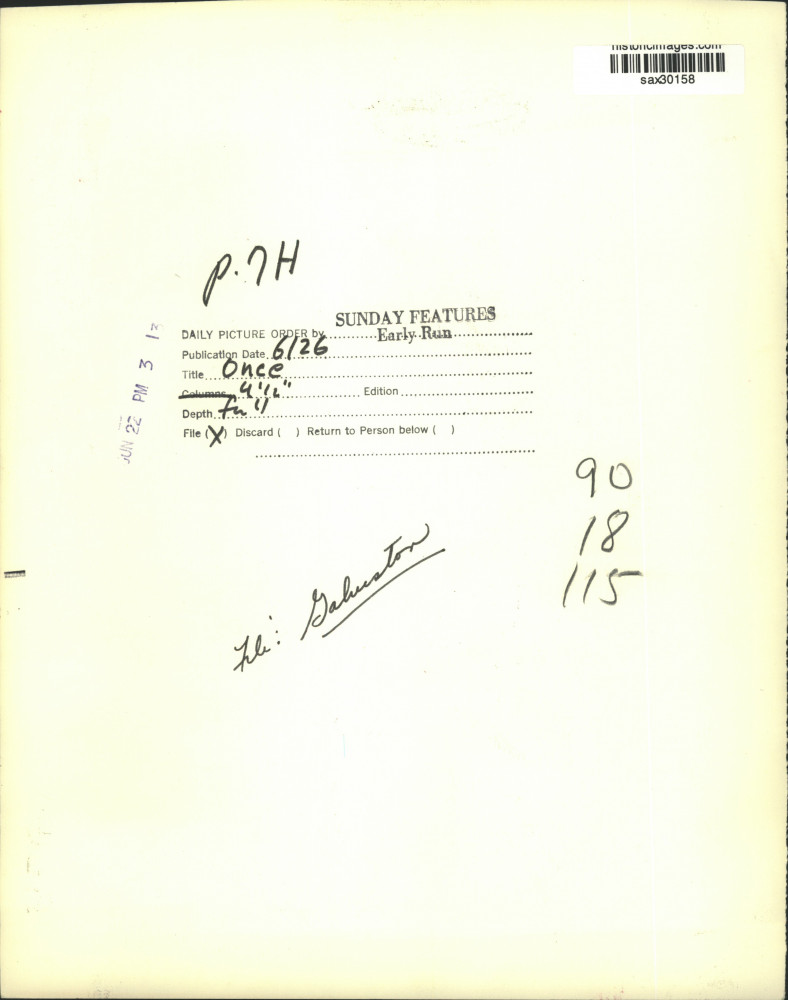 historicimages.com
sax30158
P.7H
SUNDAY FEATURES
DAILY PICTURE ORDER by Early Run
Publication Date 6/26
Title Once
Columns 4 1/2" Edition
Depth 11
File (X) Discard ( ) Return to Person below ( )
JUN 22 PM 3
90
18
115
File: Galveston